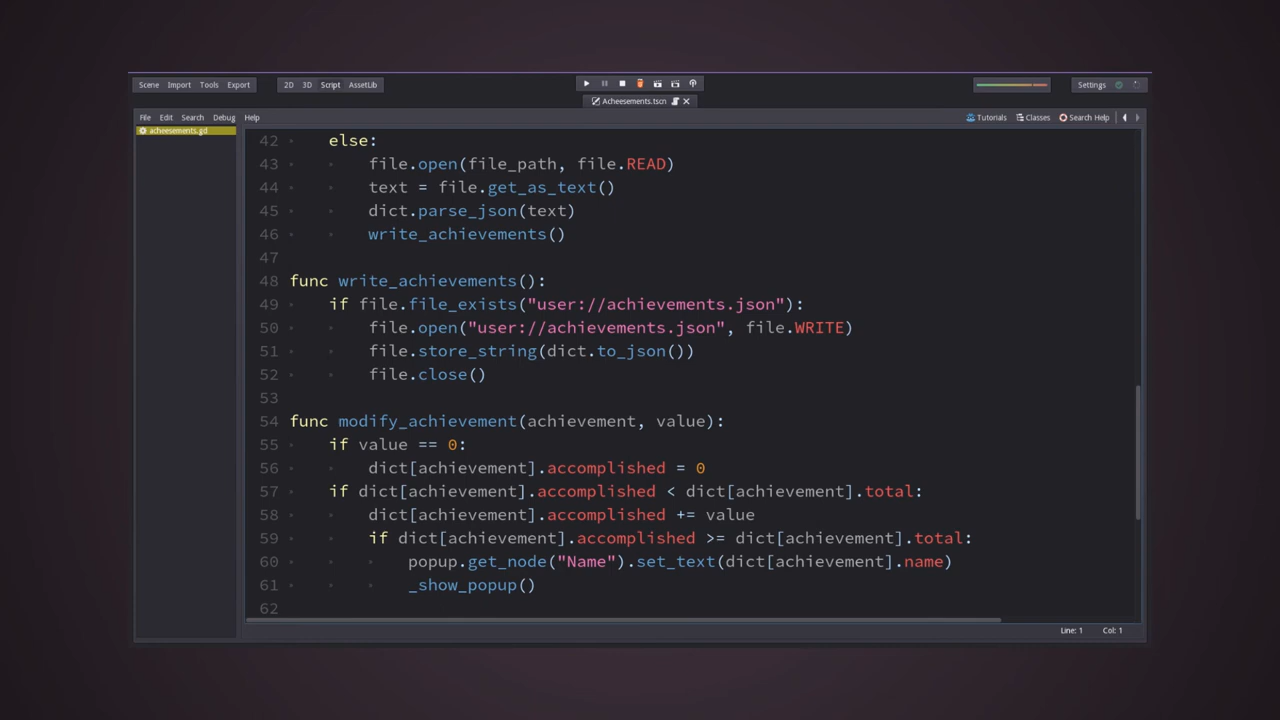 Scene Import Tools Export 2D 3D Script AssetLib Settings
Acheesements.tscn
File Edit Search Debug Help Tutorials Classes Search Help
acheesements.gd
42 else:
43 file.open(file_path, file.READ)
44 text = file.get_as_text()
45 dict.parse_json(text)
46 write_achievements()
47
48 func write_achievements():
49 if file.file_exists("user://achievements.json"):
50 file.open("user://achievements.json", file.WRITE)
51 file.store_string(dict.to_json())
52 file.close()
53
54 func modify_achievement(achievement, value):
55 if value == 0:
56 dict[achievement].accomplished = 0
57 if dict[achievement].accomplished < dict[achievement].total:
58 dict[achievement].accomplished += value
59 if dict[achievement].accomplished >= dict[achievement].total:
60 popup.get_node("Name").set_text(dict[achievement].name)
61 _show_popup()
62
Line: 1 Col: 1